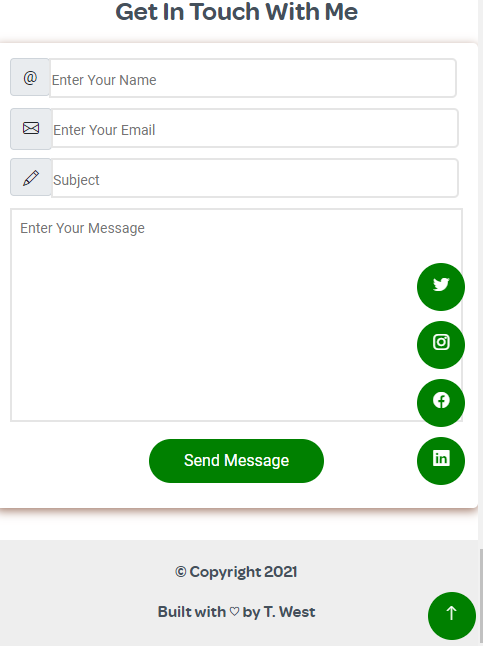 Get In Touch With Me
@ Enter Your Name
Enter Your Email
Subject
Enter Your Message
Send Message
© Copyright 2021
Built with ♡ by T. West